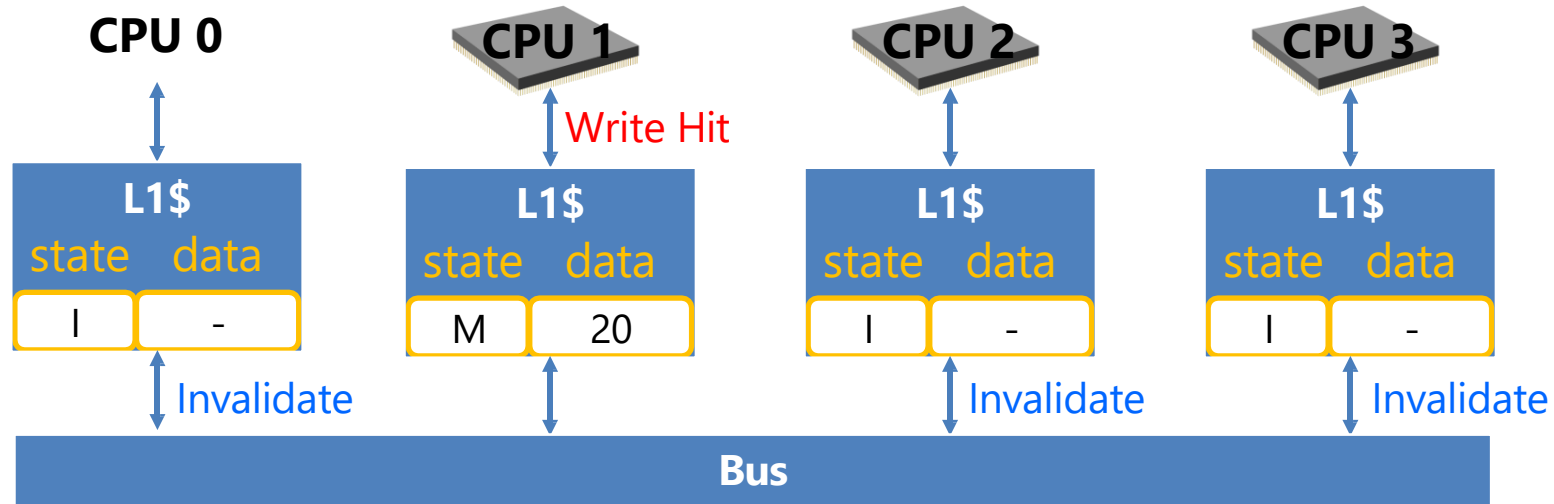 CPU 0 CPU 1 CPU 2 CPU 3
Write Hit
L1$ L1$ L1$ L1$
state data state data state data state data
I - M 20 I - I -
Invalidate Invalidate Invalidate
Bus